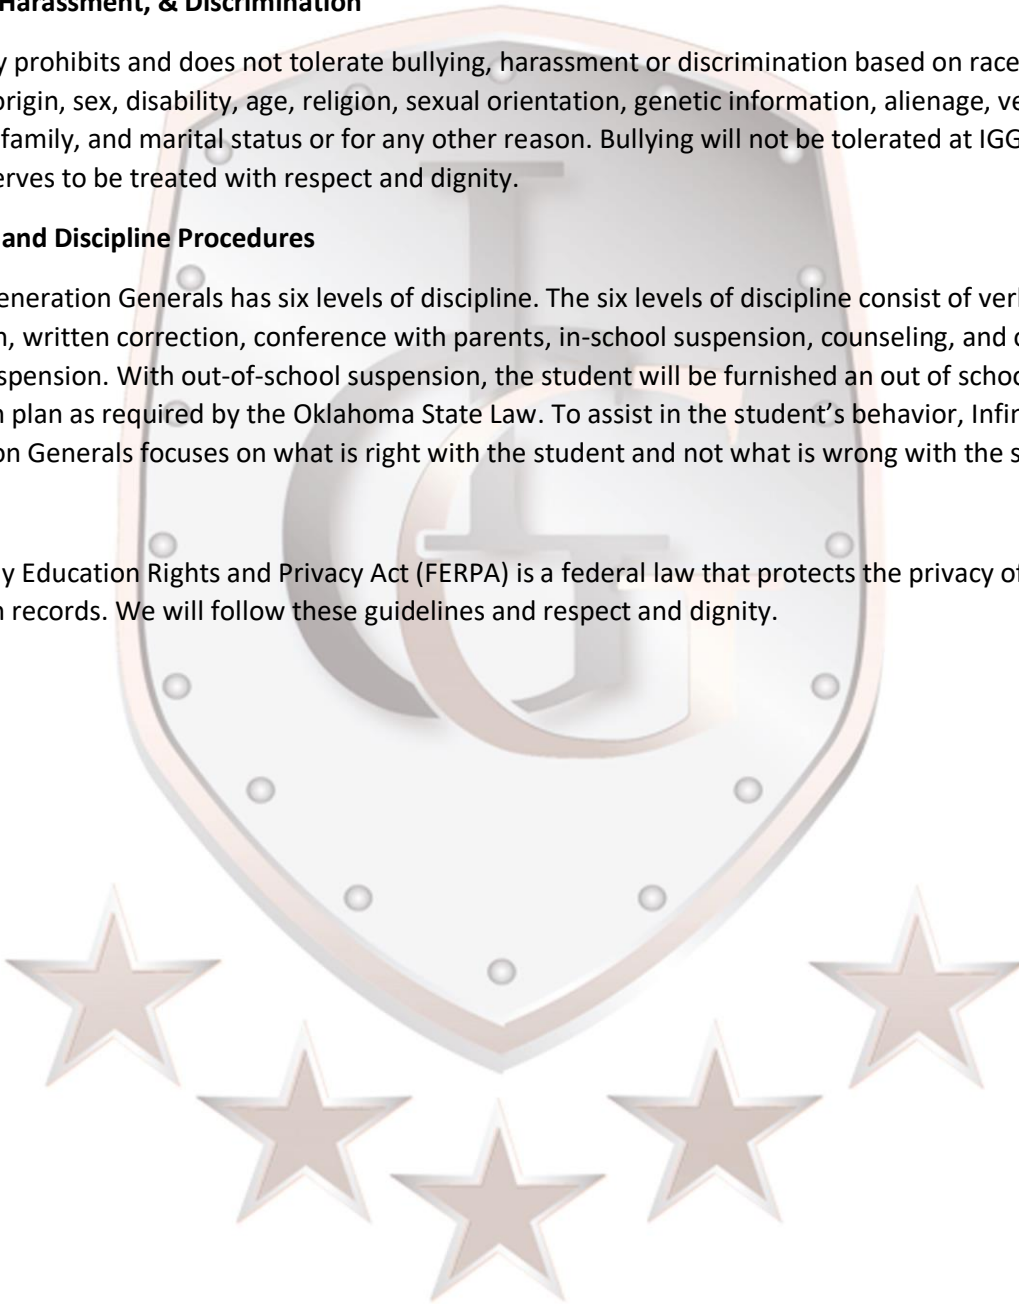 Harassment, & Discrimination
y prohibits and does not tolerate bullying, harassment or discrimination based on race
origin, sex, disability, age, religion, sexual orientation, genetic information, alienage, ve
family, and marital status or for any other reason. Bullying will not be tolerated at IGG
erves to be treated with respect and dignity.
and Discipline Procedures
eneration Generals has six levels of discipline. The six levels of discipline consist of ver
n, written correction, conference with parents, in-school suspension, counseling, and o
spension. With out-of-school suspension, the student will be furnished an out of schoo
n plan as required by the Oklahoma State Law. To assist in the student’s behavior, Infin
on Generals focuses on what is right with the student and not what is wrong with the s
y Education Rights and Privacy Act (FERPA) is a federal law that protects the privacy of
n records. We will follow these guidelines and respect and dignity.
IGG